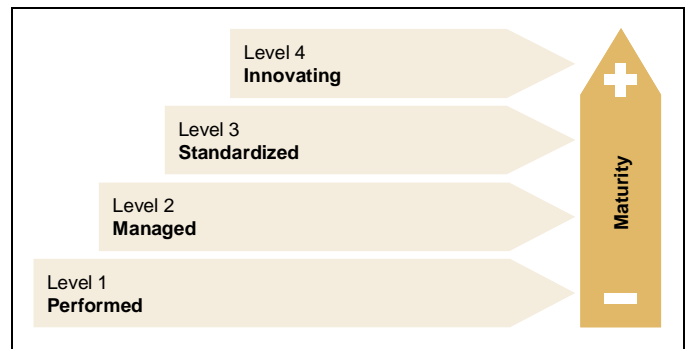 Level 4
Innovating
Level 3
Standardized
Level 2
Managed
Level 1
Performed
Maturity